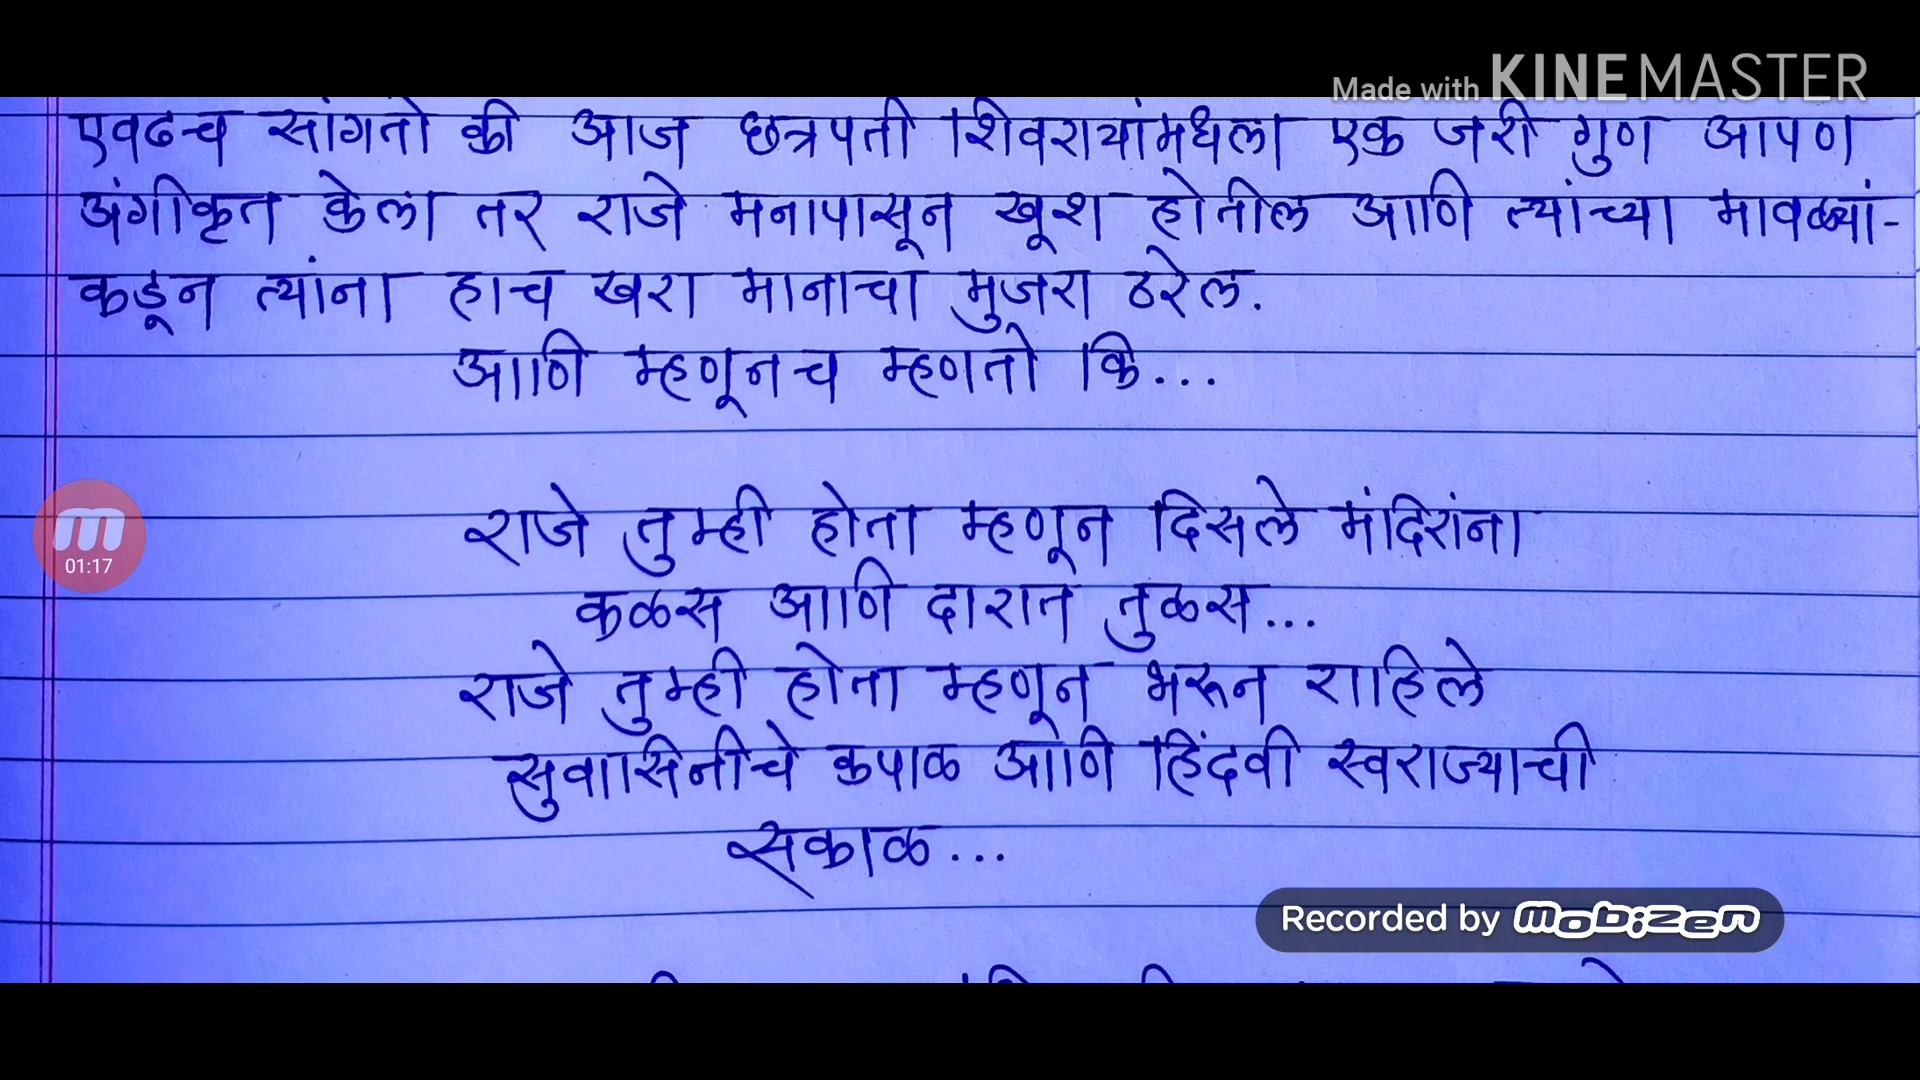 Made with KINEMASTER
एवढच सांगतो की आज छत्रपती शिवरायांमधला एक जरी गुण आपण
अंगीकृत केला तर राजे मनापासून खूश होतील आणि त्यांच्या मावळ्यां-
कडून त्यांना हाच खरा मानाचा मुजरा ठरेल.
आणि म्हणूनच म्हणतो कि...
राजे तुम्ही होता म्हणून दिसले मंदिरांना
कळस आणि दारात तुळस...
राजे तुम्ही होता म्हणून भरून राहिले
सुवासिनीचे कपाळ आणि हिंदवी स्वराज्याची
सकाळ...
01:17
Recorded by mobizen